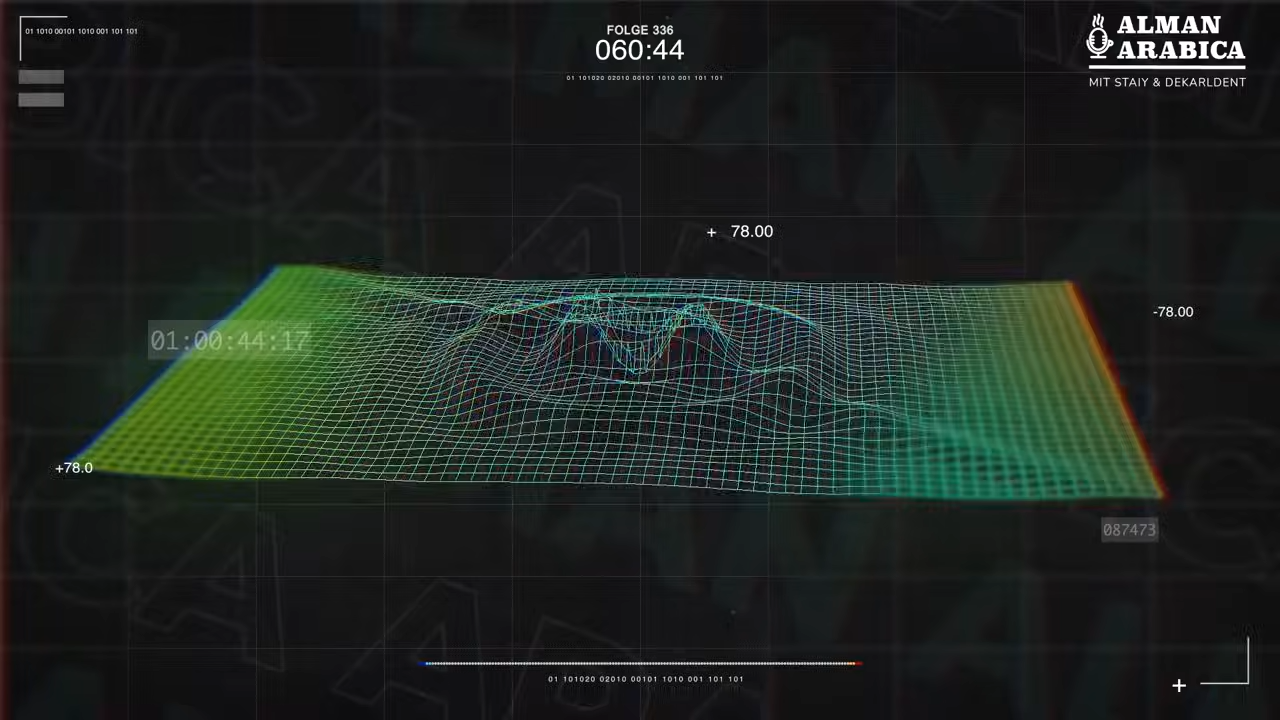 01 1010 00101 1010 001 101 101
FOLGE 336
060:44
01 101020 02010 00101 1010 001 101 101
ALMAN
ARABICA
MIT STAIY & DEKARLDENT
+ 78.00
-78.00
01:00:44:17
+78.0
087473
01 101020 02010 00101 1010 001 101 101
+